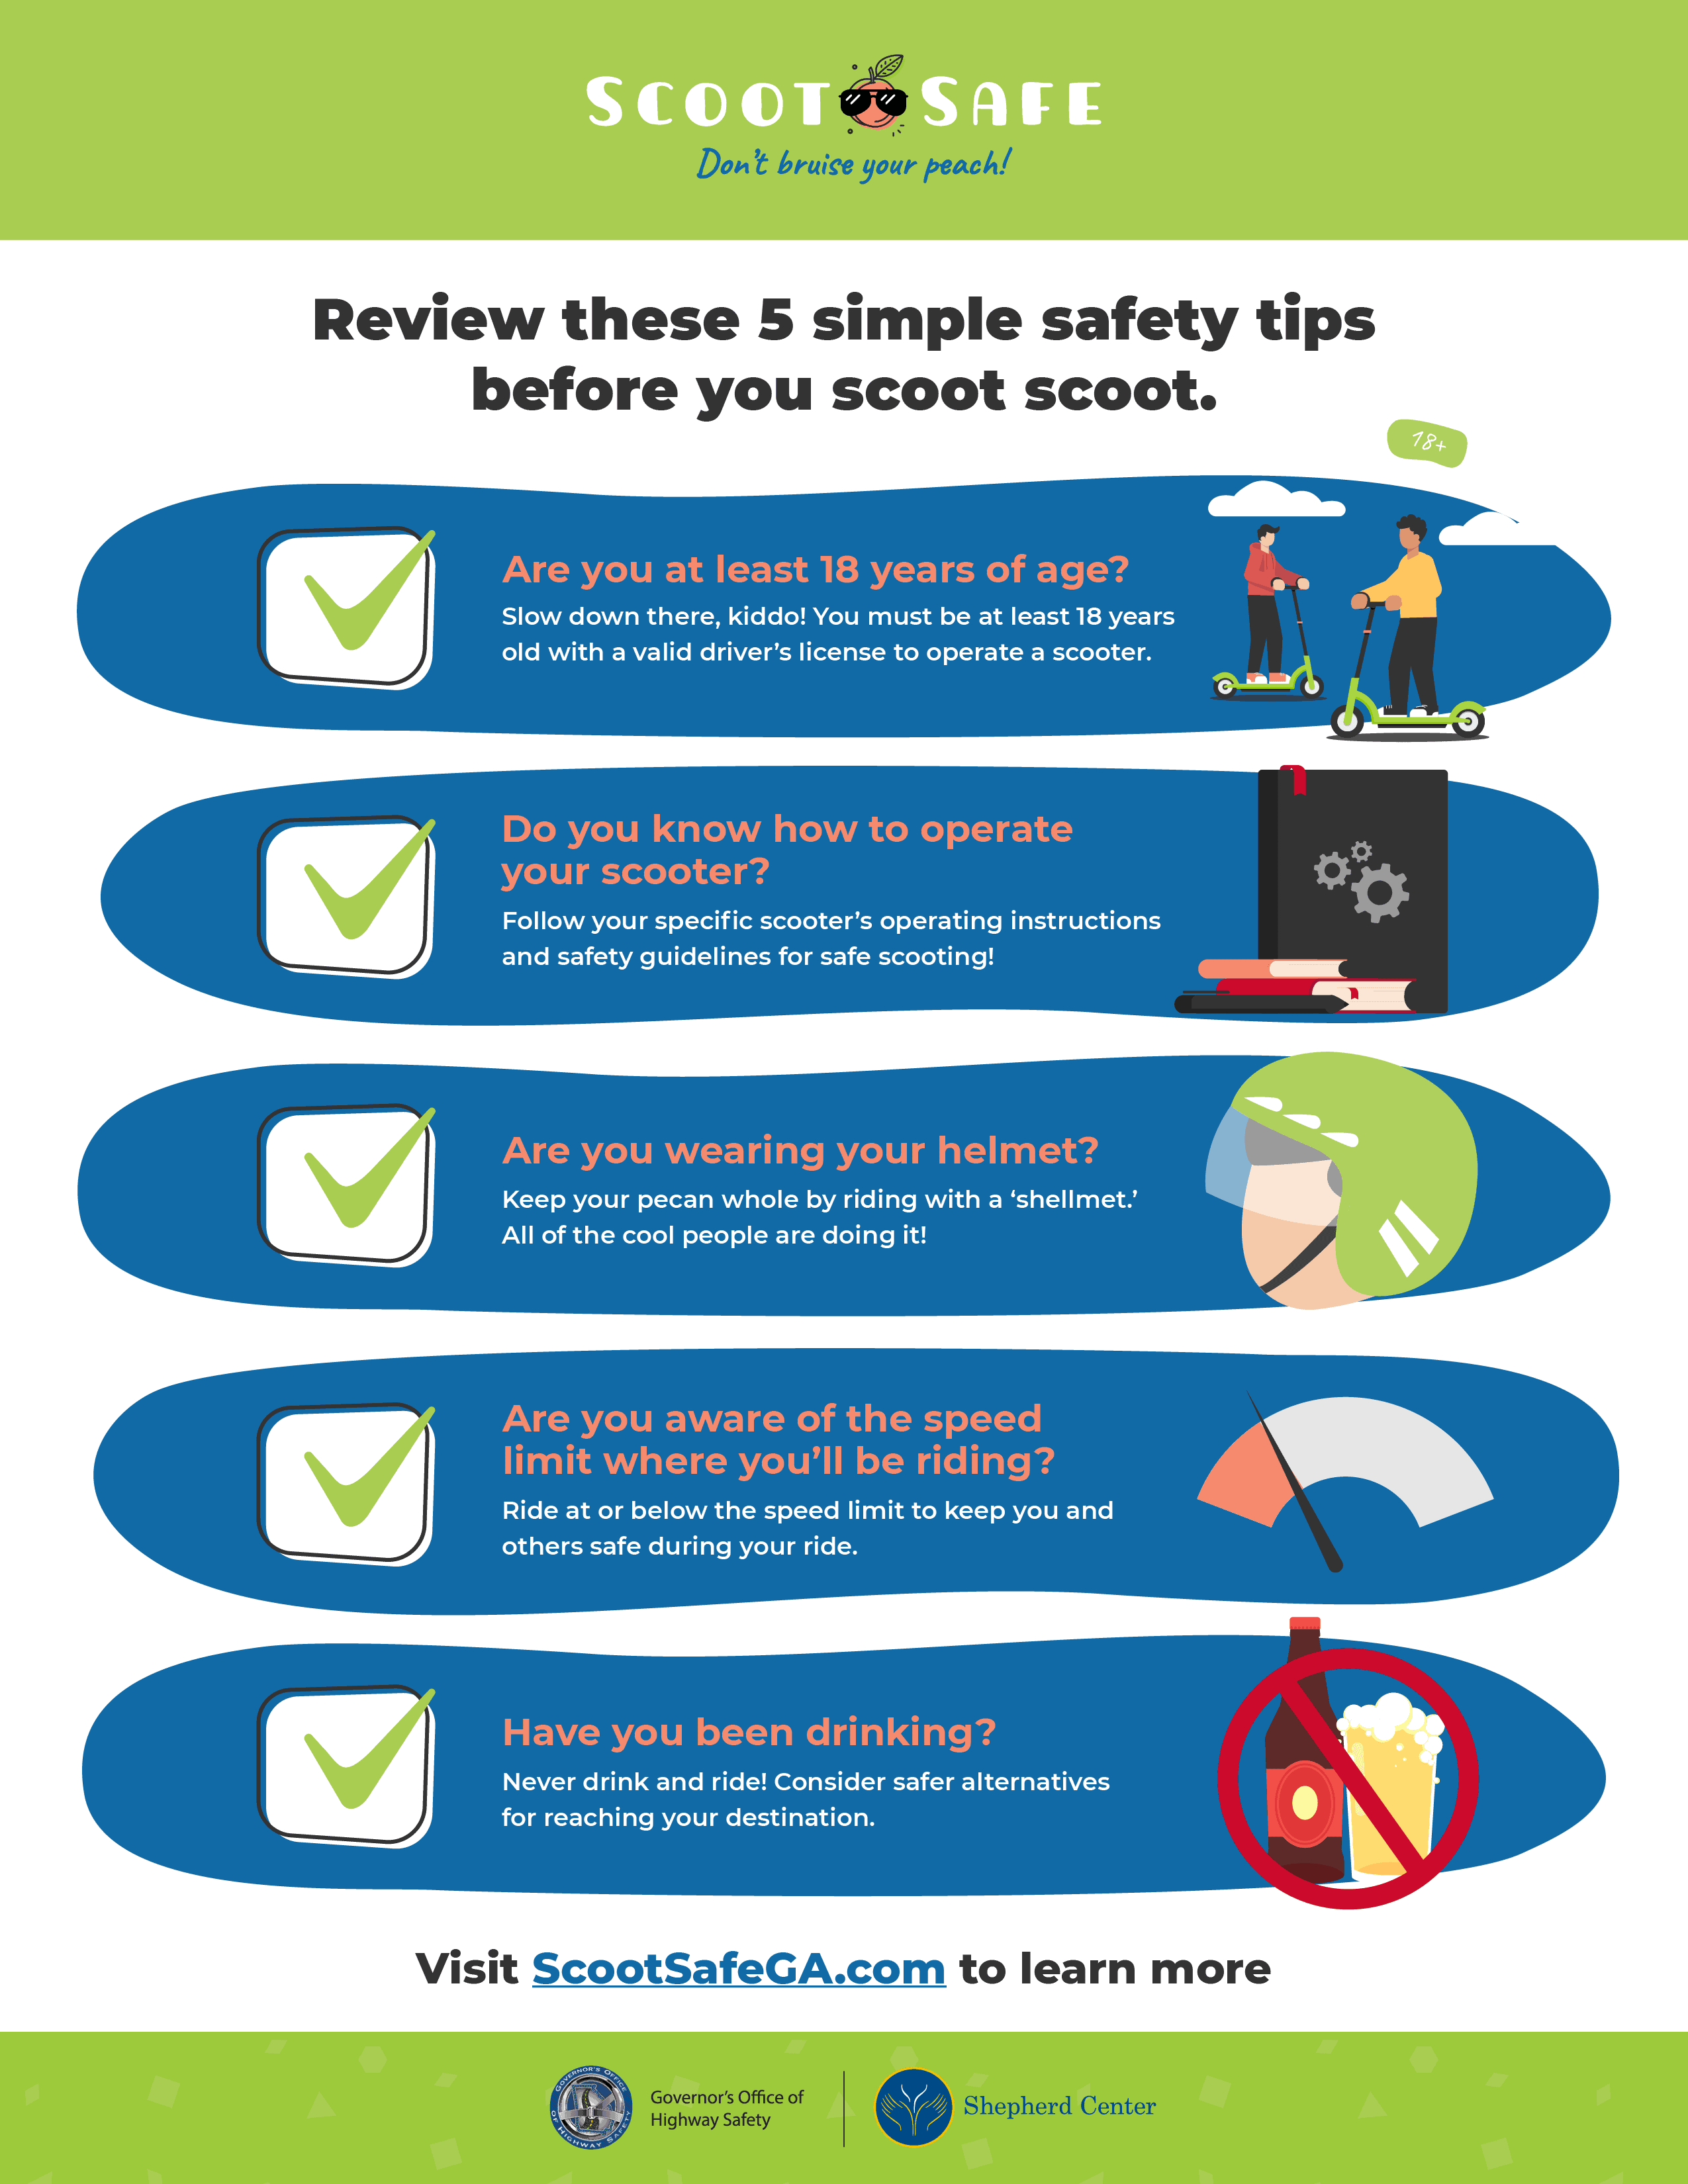 SCOOT SAFE
Don't bruise your peach!
Review these 5 simple safety tips
before you scoot scoot.
18+
Are you at least 18 years of age?
Slow down there, kiddo! You must be at least 18 years
old with a valid driver's license to operate a scooter.
Do you know how to operate
your scooter?
Follow your specific scooter's operating instructions
and safety guidelines for safe scooting!
Are you wearing your helmet?
Keep your pecan whole by riding with a 'shellmet.'
All of the cool people are doing it!
Are you aware of the speed
limit where you'll be riding?
Ride at or below the speed limit to keep you and
others safe during your ride.
Have you been drinking?
Never drink and ride! Consider safer alternatives
for reaching your destination.
Visit ScootSafeGA.com to learn more
GOVERNOR'S OFFICE
OF HIGHWAY SAFETY
Governor's Office of
Highway Safety
Shepherd Center